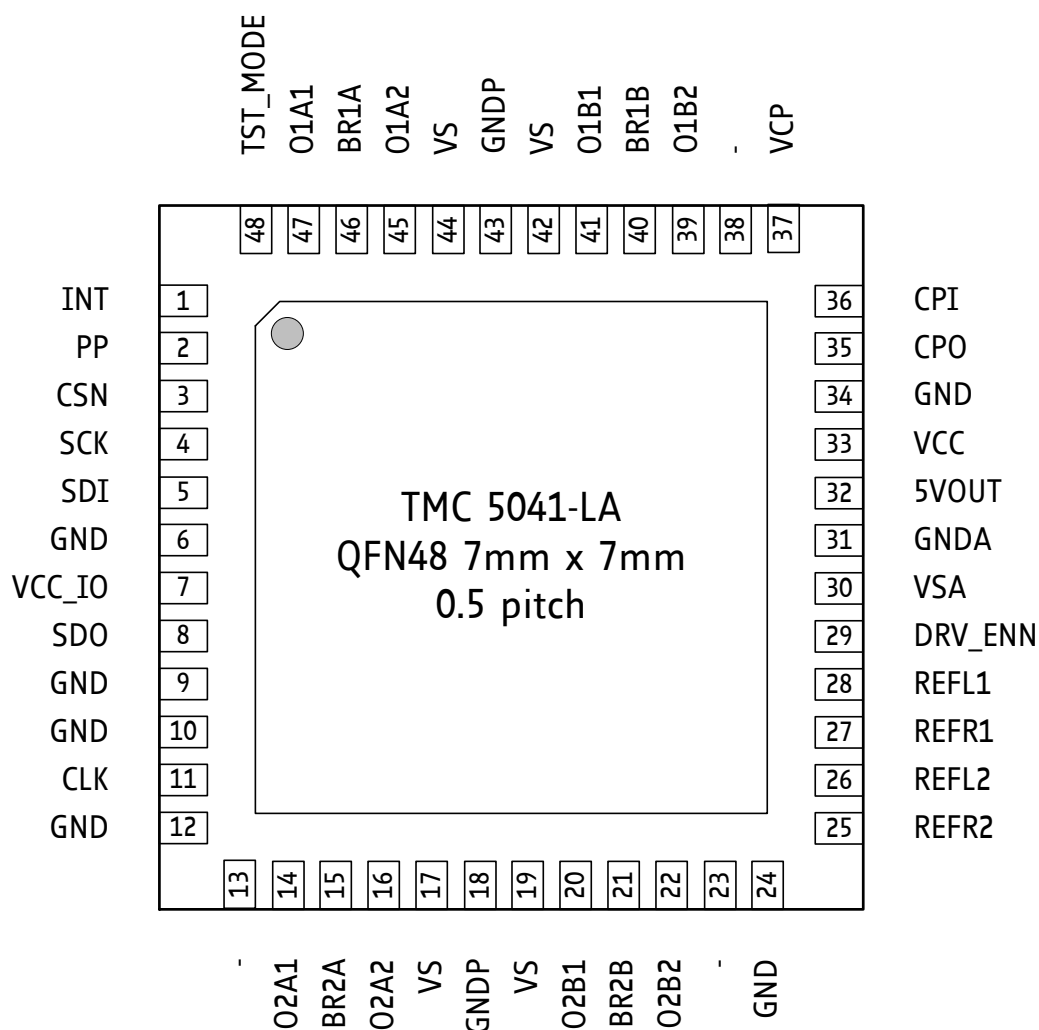 TST_MODE
O1A1
BR1A
O1A2
VS
GNDP
VS
O1B1
BR1B
O1B2
-
VCP
48
47
46
45
44
43
42
41
40
39
38
37
INT 1
PP 2
CSN 3
SCK 4
SDI 5
GND 6
VCC_IO 7
SDO 8
GND 9
GND 10
CLK 11
GND 12
TMC 5041-LA
QFN48 7mm x 7mm
0.5 pitch
36 CPI
35 CPO
34 GND
33 VCC
32 5VOUT
31 GNDA
30 VSA
29 DRV_ENN
28 REFL1
27 REFR1
26 REFL2
25 REFR2
13
14
15
16
17
18
19
20
21
22
23
24
-
O2A1
BR2A
O2A2
VS
GNDP
VS
O2B1
BR2B
O2B2
-
GND